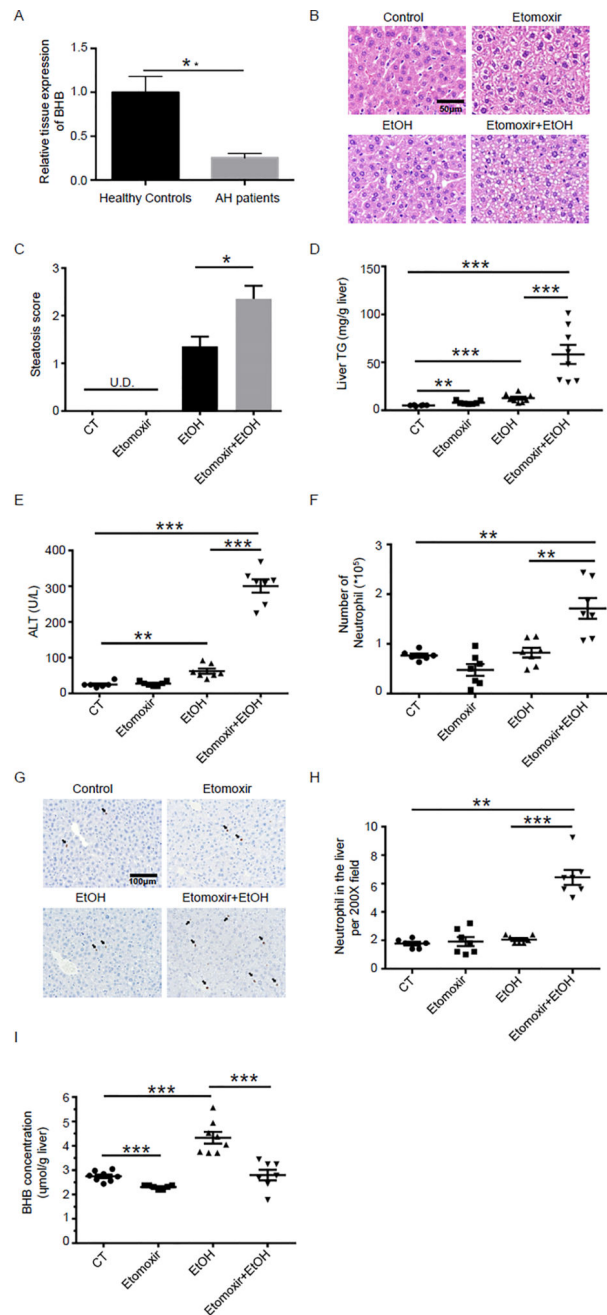 A
Relative tissue expression
of BHB
1.5
1.0
0.5
0.0
**
Healthy Controls
AH patients
B
Control
Etomoxir
50μm
EtOH
Etomoxir+EtOH
C
Steatosis score
3
2
1
0
U.D.
*
CT
Etomoxir
EtOH
Etomoxir+EtOH
D
Liver TG (mg/g liver)
150
100
50
0
***
***
***
**
CT
Etomoxir
EtOH
Etomoxir+EtOH
E
ALT (U/L)
400
300
200
100
0
***
***
**
CT
Etomoxir
EtOH
Etomoxir+EtOH
F
Number of
Neutrophil (*10⁵)
3
2
1
0
**
**
CT
Etomoxir
EtOH
Etomoxir+EtOH
G
Control
Etomoxir
100μm
EtOH
Etomoxir+EtOH
H
Neutrophil in the liver
per 200X field
10
8
6
4
2
0
**
***
CT
Etomoxir
EtOH
Etomoxir+EtOH
I
BHB concentration
(μmol/g liver)
6
5
4
3
2
1
0
***
***
***
CT
Etomoxir
EtOH
Etomoxir+EtOH